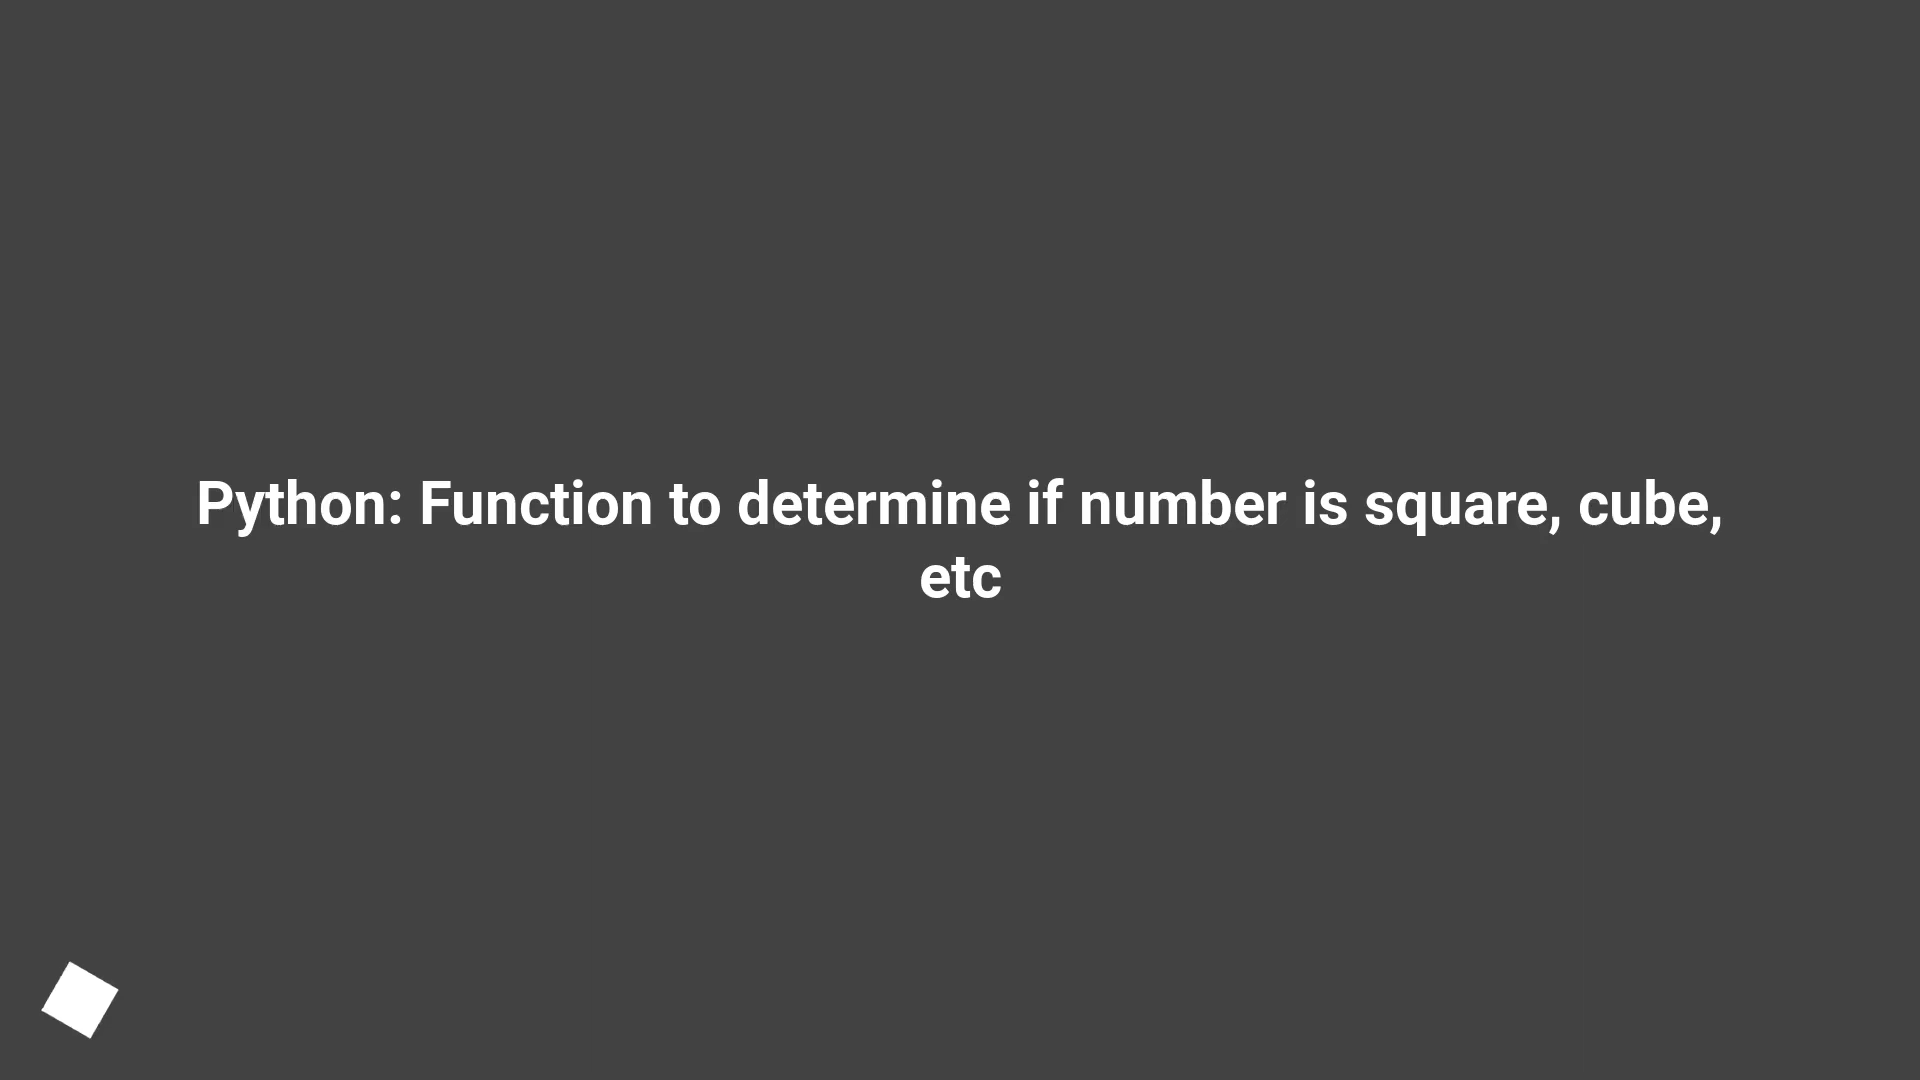 Python: Function to determine if number is square, cube,
etc